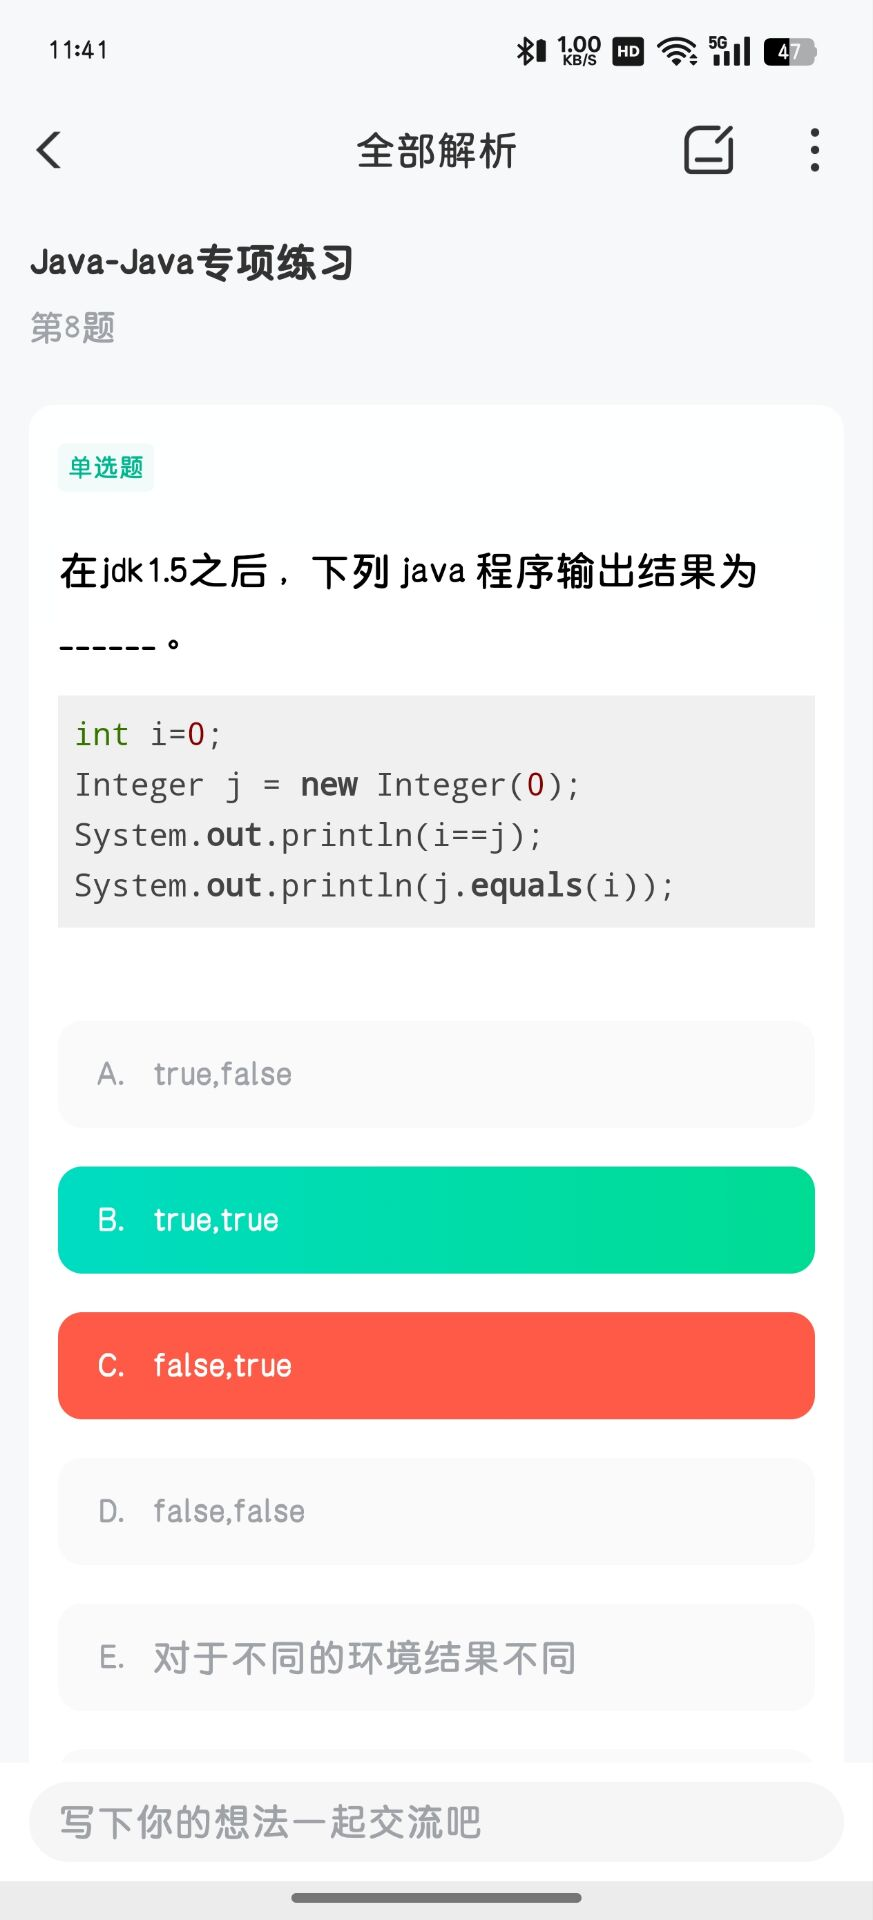 11:41
1.00
KB/S
HD
5G
47
全部解析
Java-Java专项练习
第8题
单选题
在jdk1.5之后，下列 java 程序输出结果为
------。
int i=0;
Integer j = new Integer(0);
System.out.println(i==j);
System.out.println(j.equals(i));
A. true,false
B. true,true
C. false,true
D. false,false
E. 对于不同的环境结果不同
写下你的想法一起交流吧